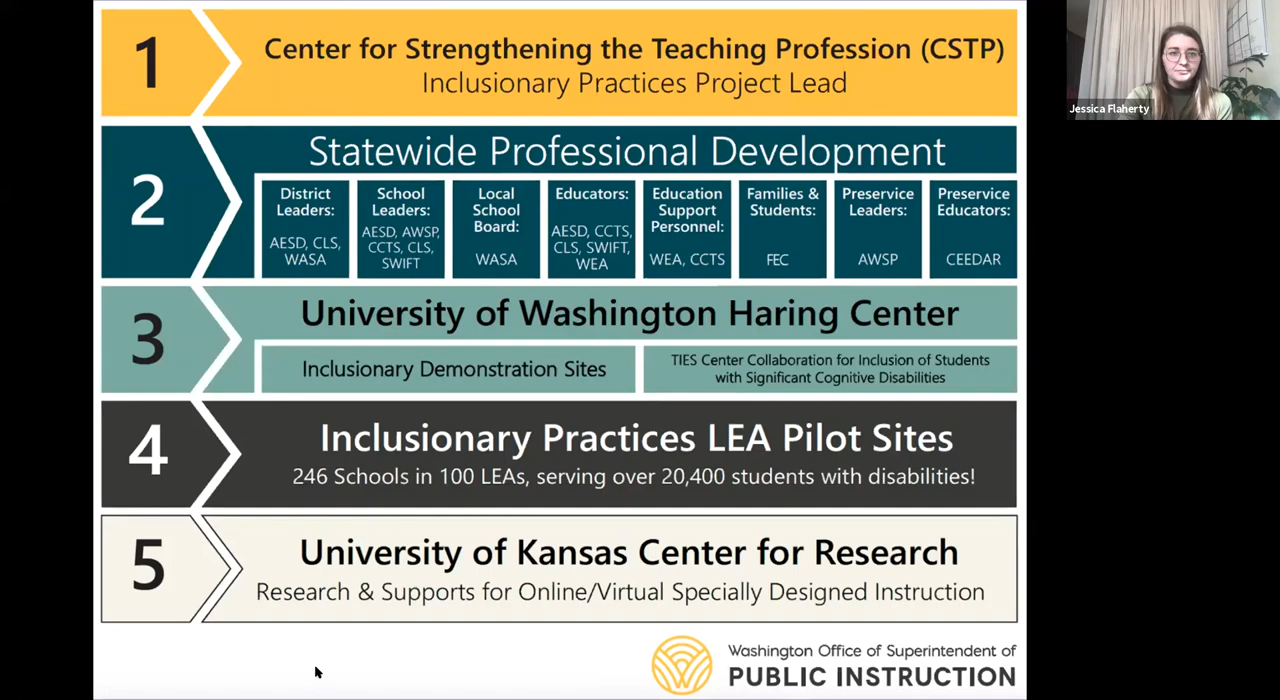 1
Center for Strengthening the Teaching Profession (CSTP)
Inclusionary Practices Project Lead
Jessica Flaherty
2
Statewide Professional Development
District
Leaders:
AESD, CLS,
WASA
School
Leaders:
AESD, AWSP,
CCTS, CLS,
SWIFT
Local
School
Board:
WASA
Educators:
AESD, CCTS,
CLS, SWIFT,
WEA
Education
Support
Personnel:
WEA, CCTS
Families &
Students:
FEC
Preservice
Leaders:
AWSP
Preservice
Educators:
CEEDAR
3
University of Washington Haring Center
Inclusionary Demonstration Sites
TIES Center Collaboration for Inclusion of Students
with Significant Cognitive Disabilities
4
Inclusionary Practices LEA Pilot Sites
246 Schools in 100 LEAs, serving over 20,400 students with disabilities!
5
University of Kansas Center for Research
Research & Supports for Online/Virtual Specially Designed Instruction
Washington Office of Superintendent of
PUBLIC INSTRUCTION